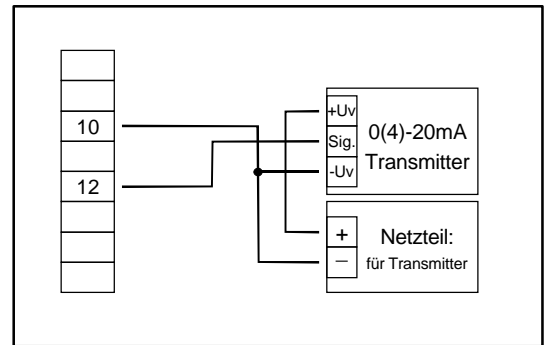 10
12
+Uv
Sig.
-Uv
0(4)-20mA
Transmitter
+
−
Netzteil:
für Transmitter